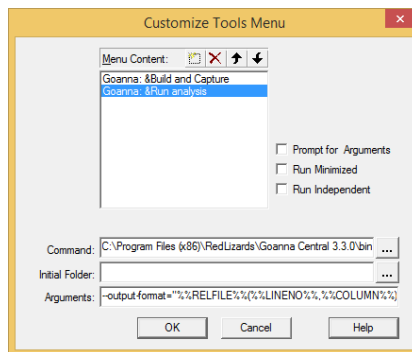 Customize Tools Menu
Menu Content:
Goanna: &Build and Capture
Goanna: &Run analysis
Prompt for Arguments
Run Minimized
Run Independent
Command: C:\Program Files (x86)\RedLizards\Goanna Central 3.3.0\bin ...
Initial Folder: ...
Arguments: --output-format="%%RELFILE%%(%%LINENO%%,%%COLUMN%%)
OK Cancel Help